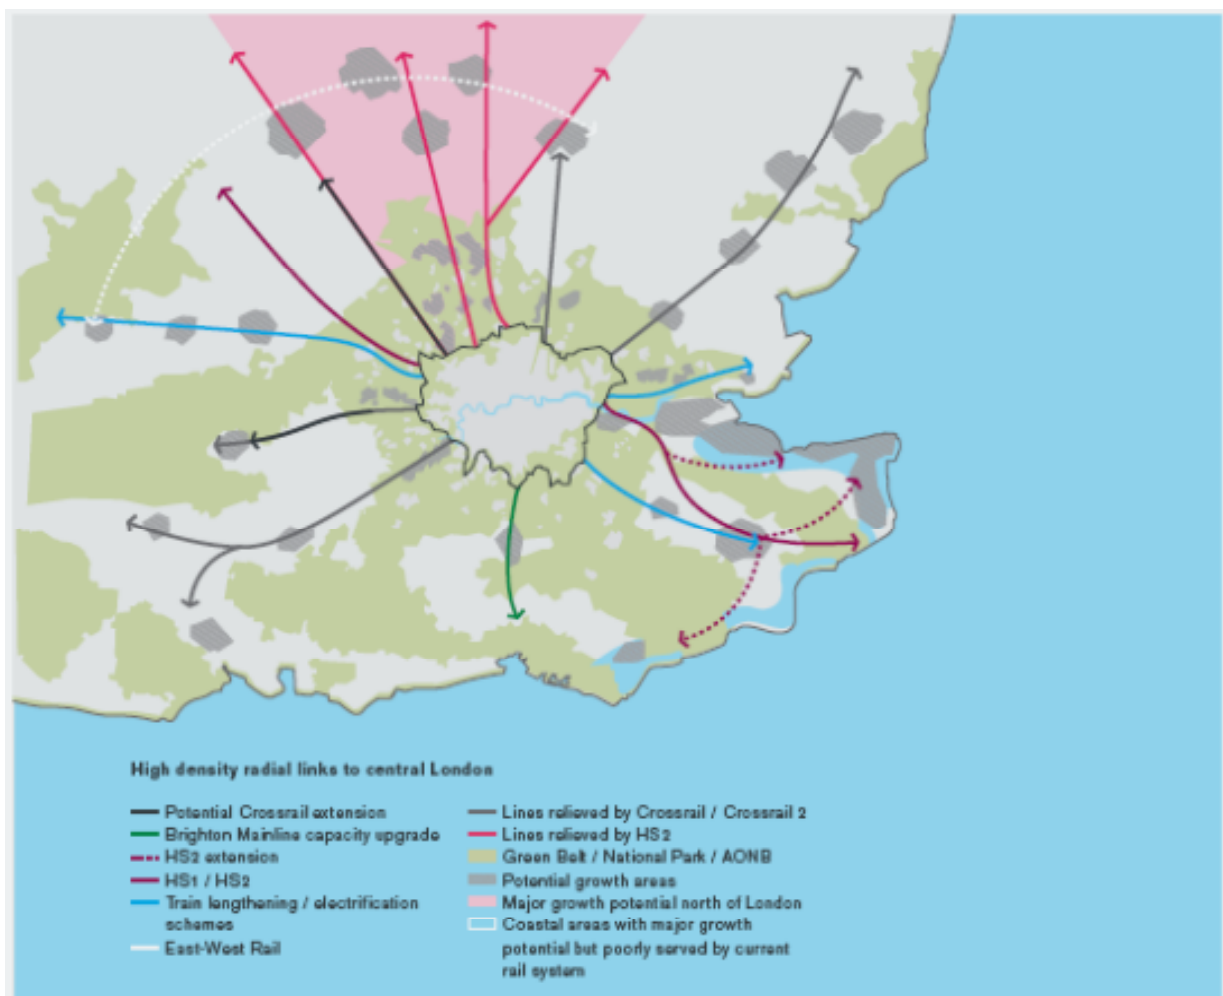 High density radial links to central London
Potential Crossrail extension
Brighton Mainline capacity upgrade
HS2 extension
HS1 / HS2
Train lengthening / electrification
schemes
East-West Rail
Lines relieved by Crossrail / Crossrail 2
Lines relieved by HS2
Green Belt / National Park / AONB
Potential growth areas
Major growth potential north of London
Coastal areas with major growth
potential but poorly served by current
rail system